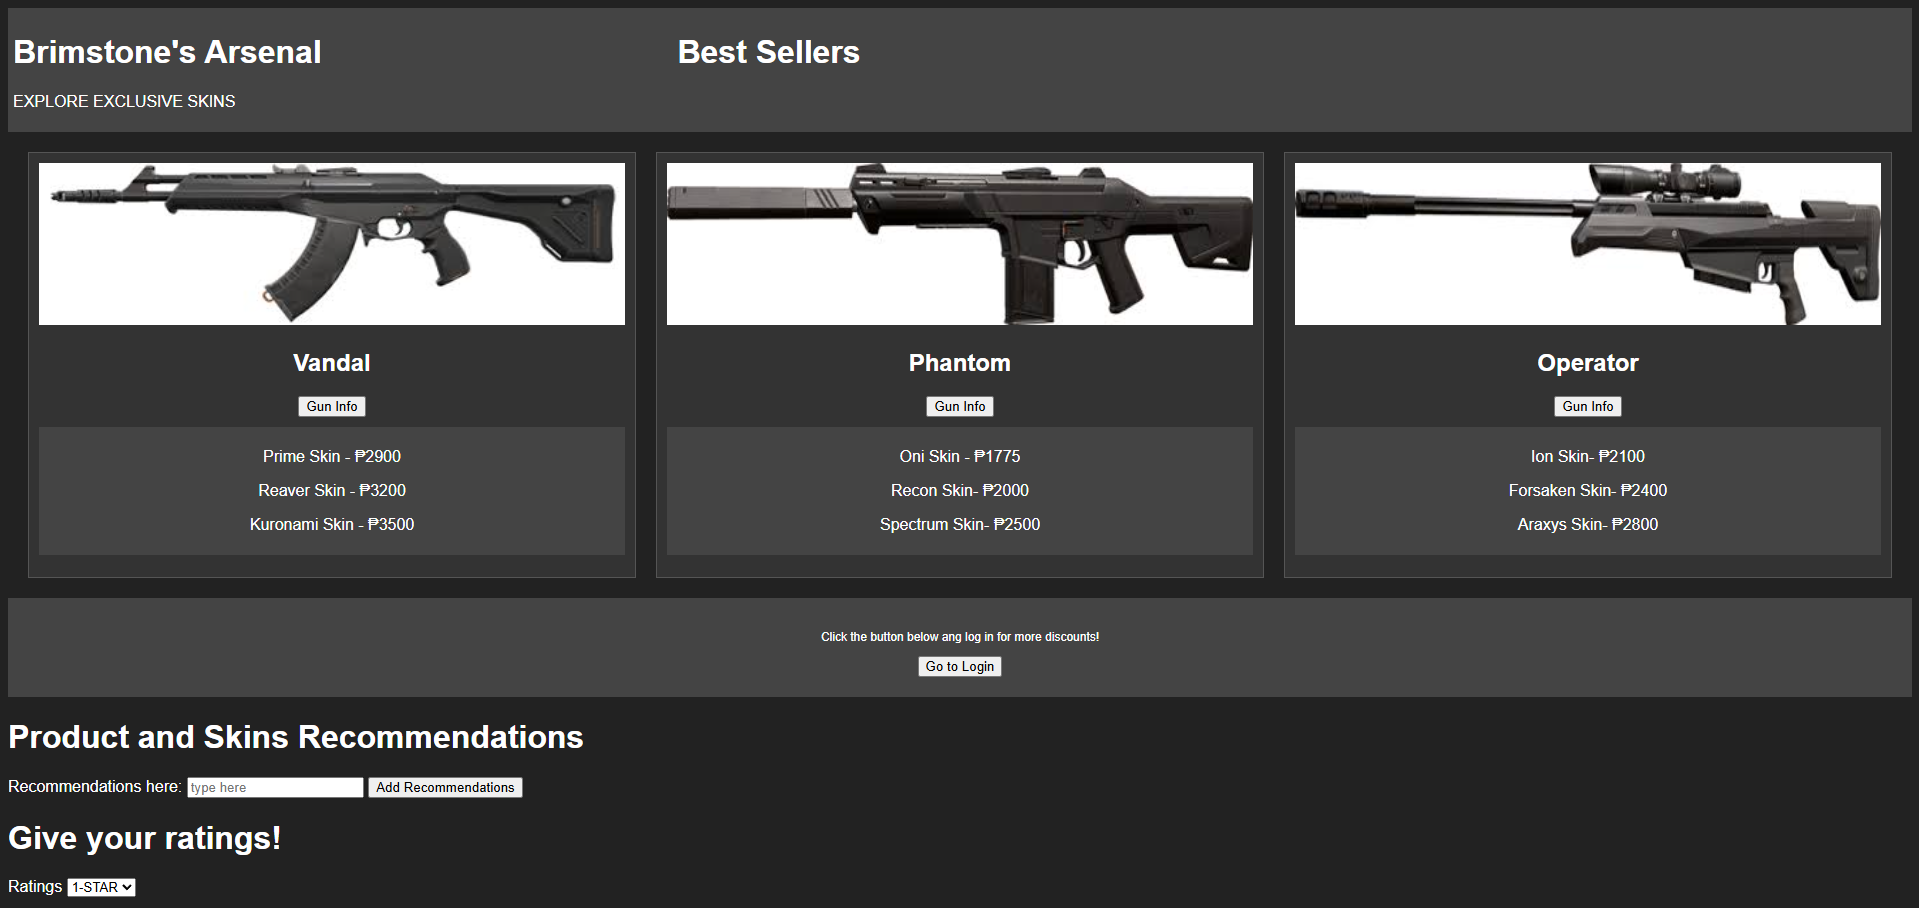 Brimstone's Arsenal
Best Sellers
EXPLORE EXCLUSIVE SKINS
Vandal
Gun Info
Prime Skin - ₱2900
Reaver Skin - ₱3200
Kuronami Skin - ₱3500
Phantom
Gun Info
Oni Skin - ₱1775
Recon Skin- ₱2000
Spectrum Skin- ₱2500
Operator
Gun Info
Ion Skin- ₱2100
Forsaken Skin- ₱2400
Araxys Skin- ₱2800
Click the button below ang log in for more discounts!
Go to Login
Product and Skins Recommendations
Recommendations here: type here Add Recommendations
Give your ratings!
Ratings 1-STAR